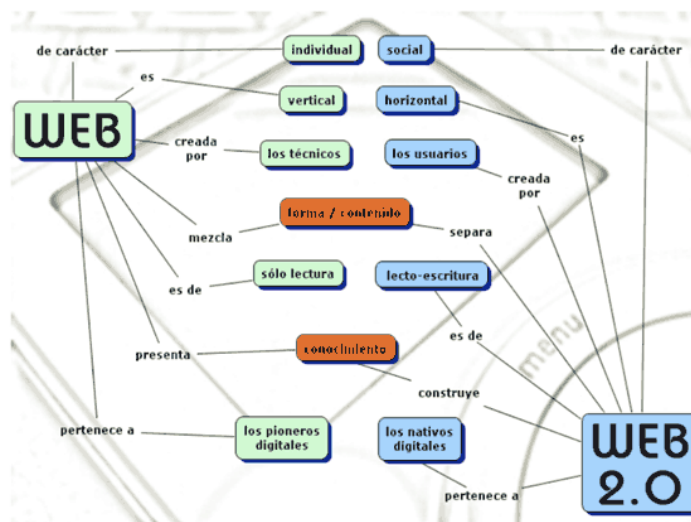 de carácter
individual
social
de carácter
es
vertical
horizontal
es
WEB
creada
por
los técnicos
los usuarios
creada
por
mezcla
forma / contenido
separa
es de
sólo lectura
lecto-escritura
es de
menu
presenta
conocimiento
construye
pertenece a
los pioneros
digitales
los nativos
digitales
WEB
2.0
pertenece a